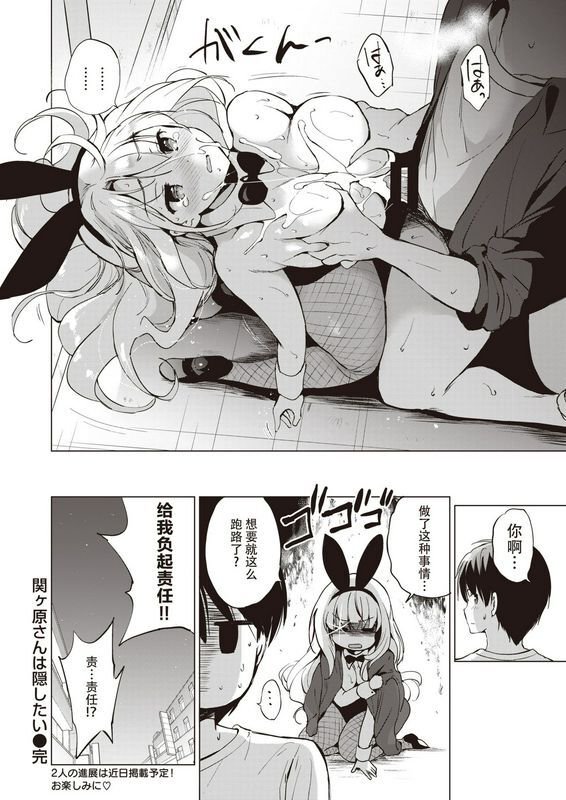 はぁっ
はぁ…
がくんっ
……
你啊…
做了这种事情…
ゴゴゴ
想要就这么
跑路了?
…
给我负起责任!!
责…责任!?
関ヶ原さんは隠したい●完
2人の進展は近日掲載予定!
お楽しみに♡